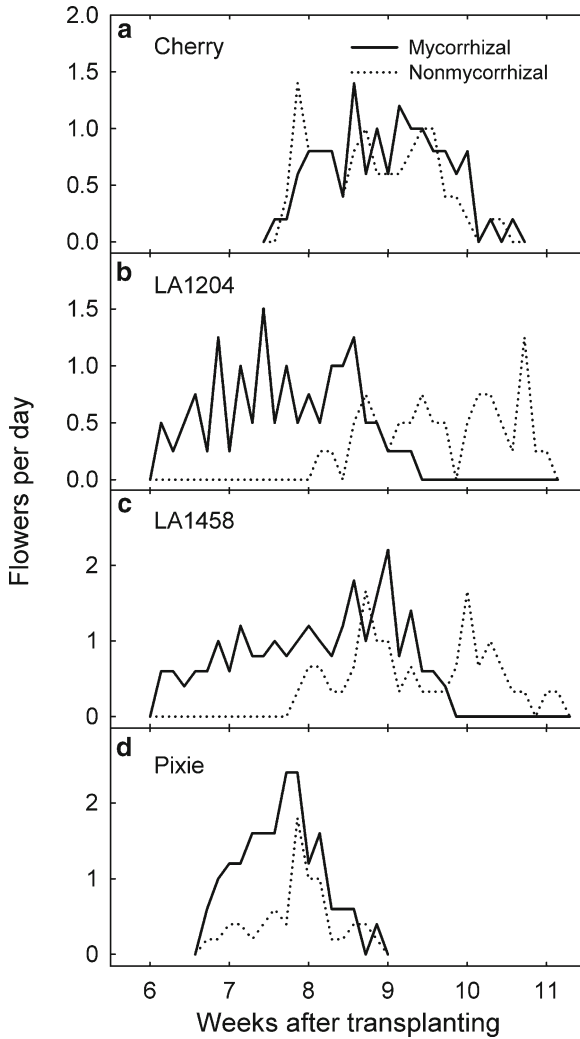 2.0
a
Cherry
Mycorrhizal
Nonmycorrhizal
1.5
1.0
0.5
0.0
b
LA1204
1.5
1.0
0.5
0.0
c
LA1458
2
1
0
d
Pixie
2
1
0
6 7 8 9 10 11
Weeks after transplanting
Flowers per day